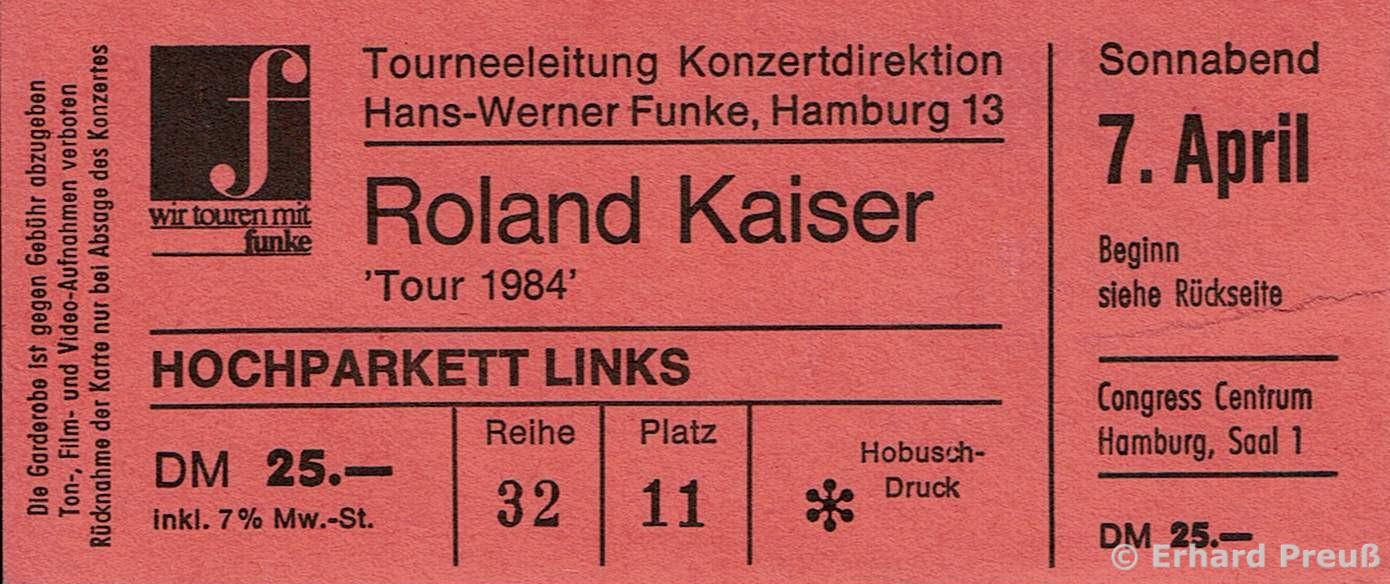 Die Garderobe ist gegen Gebühr abzugeben
Ton-, Film- und Video-Aufnahmen verboten
Rücknahme der Karte nur bei Absage des Konzertes
f
wir touren mit
funke
Tourneeleitung Konzertdirektion
Hans-Werner Funke, Hamburg 13
Roland Kaiser
'Tour 1984'
HOCHPARKETT LINKS
DM 25.—
inkl. 7% Mw.-St.
Reihe
32
Platz
11
Hobusch-
Druck
Sonnabend
7. April
Beginn
siehe Rückseite
Congress Centrum
Hamburg, Saal 1
DM 25.—
© Erhard Preuß